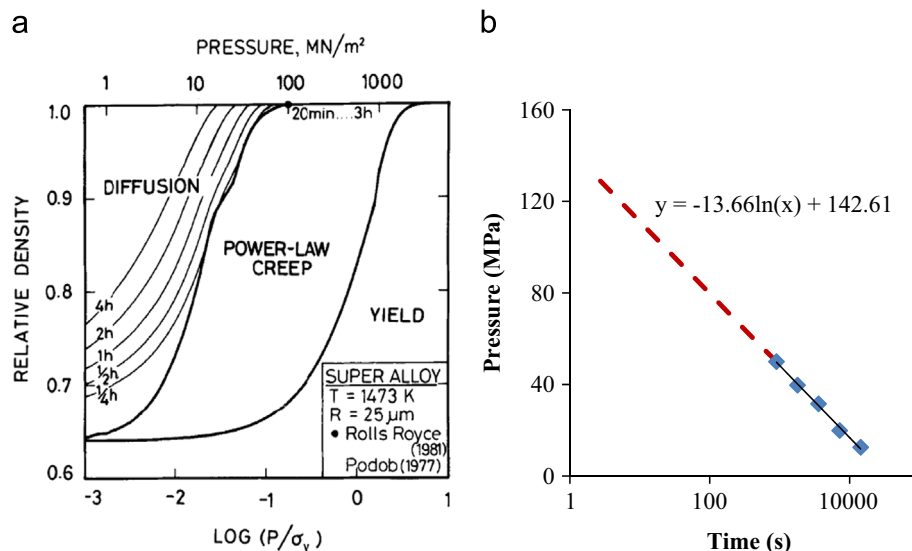 a
PRESSURE, MN/m²
1 10 100 1000
1.0
0.9
0.8
0.7
0.6
RELATIVE DENSITY
20min....3h
DIFFUSION
POWER-LAW
CREEP
YIELD
4h
2h
1h
½h
¼h
SUPER ALLOY
T = 1473 K
R = 25 µm
• Rolls Royce
(1981)
Podob (1977)
-3 -2 -1 0 1
LOG (P/σy)
b
160
120
80
40
0
Pressure (MPa)
y = -13.66ln(x) + 142.61
1 100 10000
Time (s)